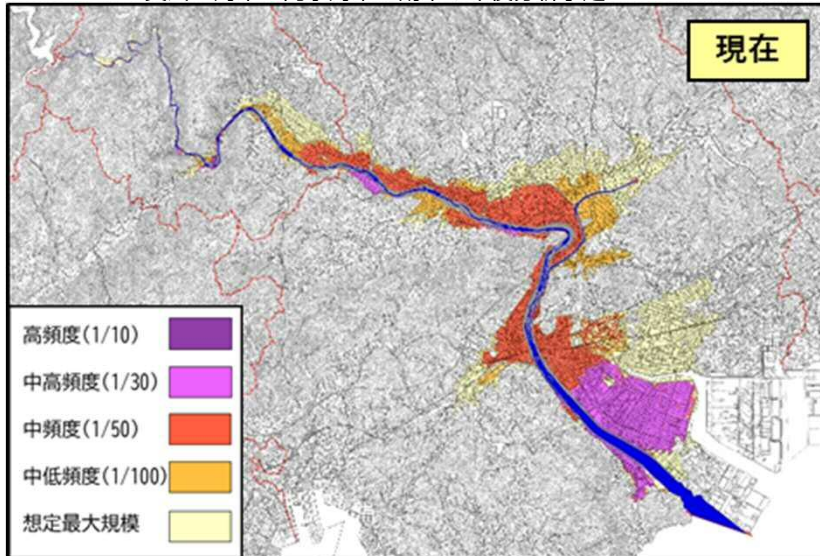 現在
高頻度(1/10)
中高頻度(1/30)
中頻度(1/50)
中低頻度(1/100)
想定最大規模